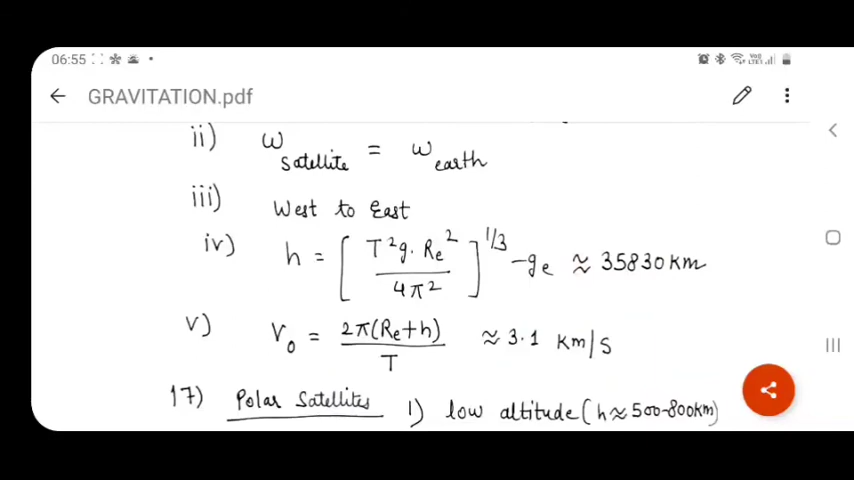 06:55
GRAVITATION.pdf
ii) ω satellite = ω earth
iii) West to East
iv) h = [ T²g·Re² / 4π² ]^1/3 -ge ≈ 35830 km
v) V₀ = 2π(Re+h) / T ≈ 3.1 km/s
17) Polar Satellites 1) low altitude (h≈500-800km)